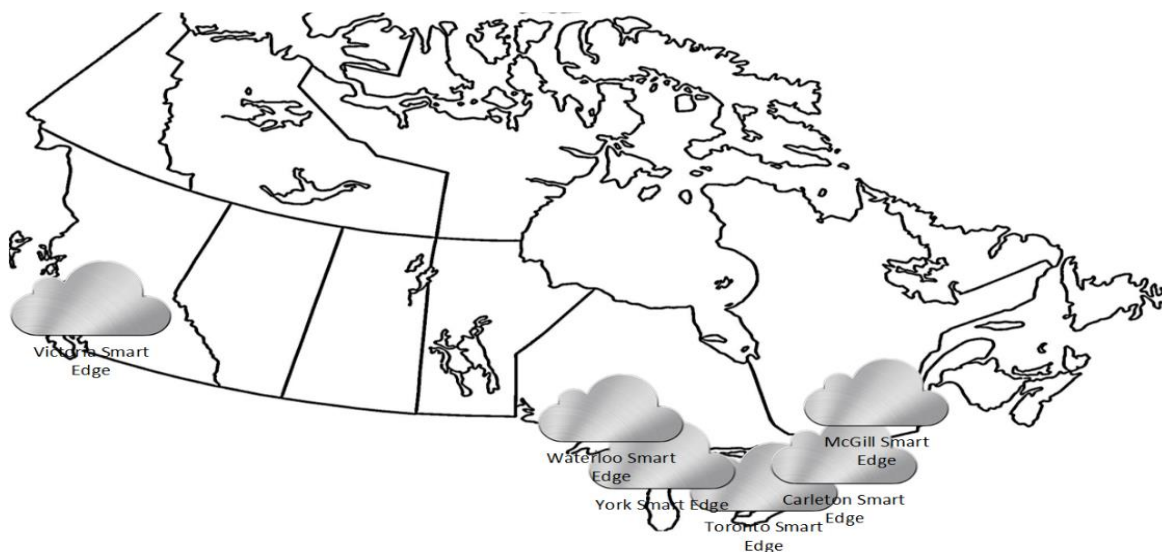 Victoria Smart
Edge
McGill Smart
Edge
Waterloo Smart
Edge
York Smart Edge
Carleton Smart
Edge
Toronto Smart
Edge